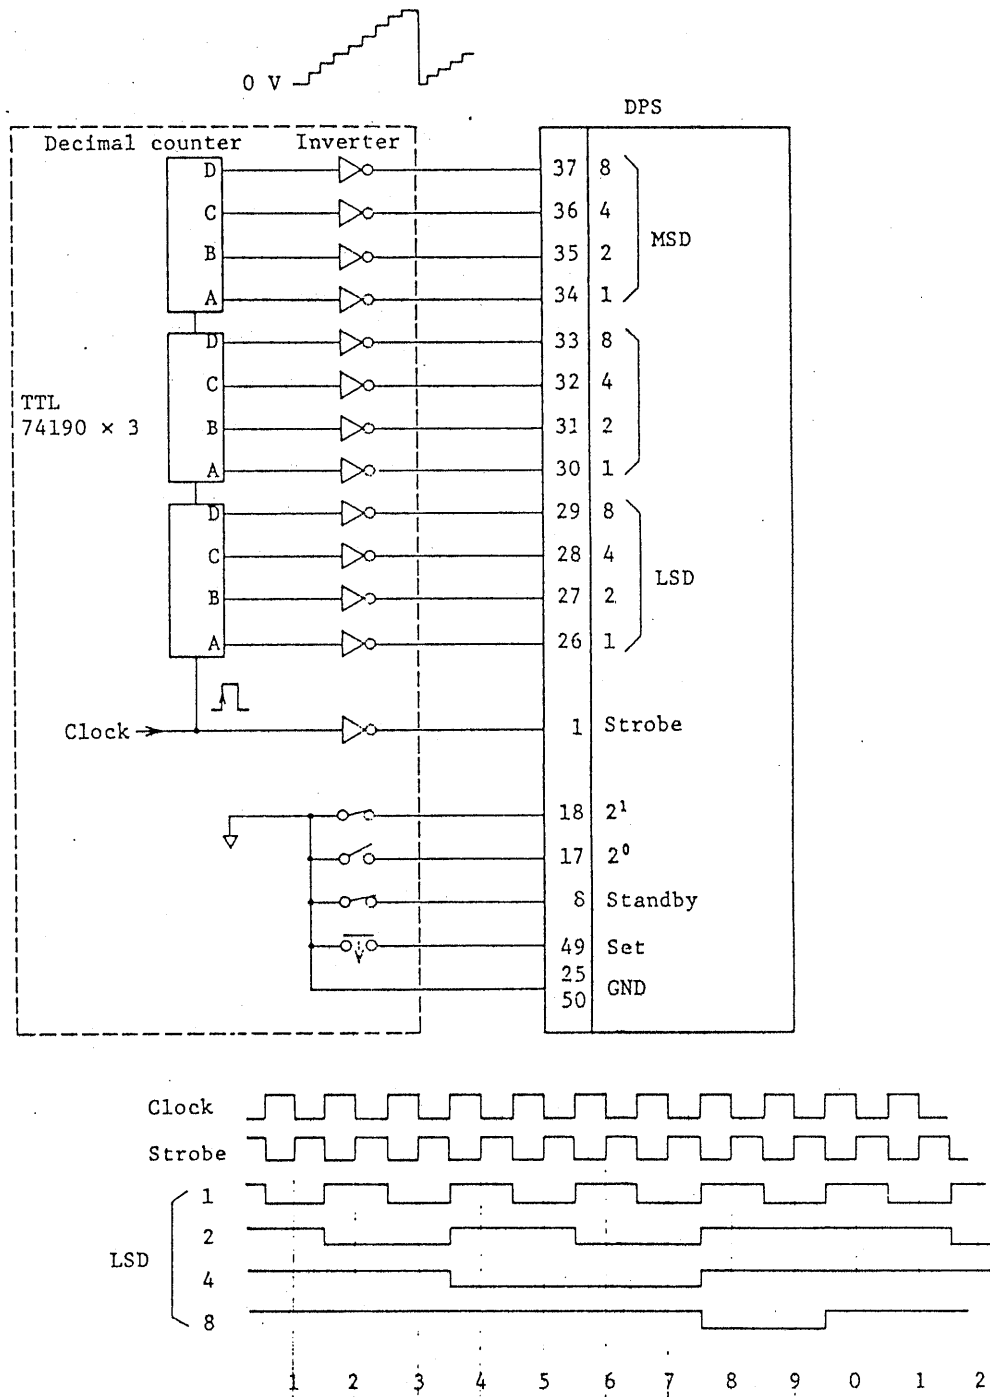 0 V
DPS
Decimal counter Inverter
D 37 8
C 36 4
MSD
B 35 2
A 34 1
D 33 8
C 32 4
TTL
74190 × 3
B 31 2
A 30 1
D 29 8
C 28 4
LSD
B 27 2
A 26 1
Clock 1 Strobe
18 2¹
17 2⁰
8 Standby
49 Set
25
50 GND
Clock
Strobe
1
2
LSD
4
8
1 2 3 4 5 6 7 8 9 0 1 2